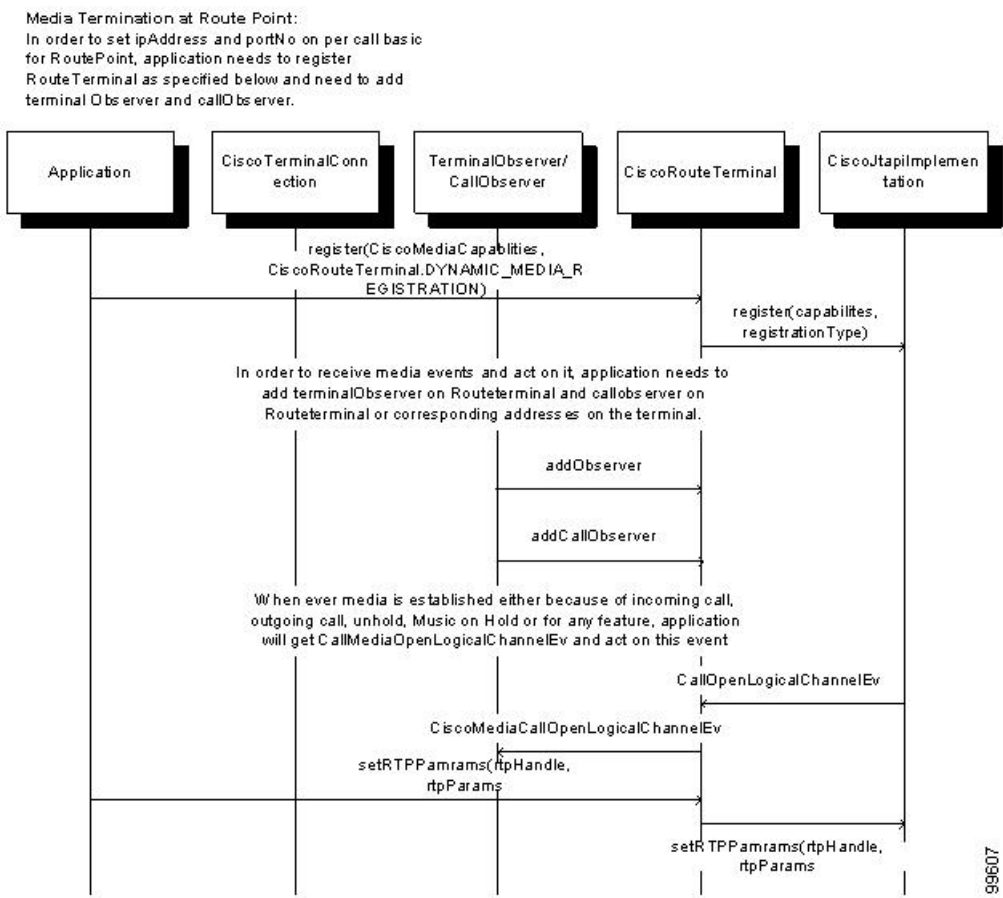 Media Termination at Route Point:
In order to set ipAddress and portNo on per call basic
for RoutePoint, application needs to register
RouteTerminal as specified below and need to add
terminal Observer and callObserver.
Application
CiscoTerminalConn
ection
TerminalObserver/
CallObserver
CiscoRouteTerminal
CiscoJtapiImplemen
tation
register(CiscoMediaCapablities,
CiscoRouteTerminal.DYNAMIC_MEDIA_R
EGISTRATION)
register(capabilites,
registrationType)
In order to receive media events and act on it, application needs to
add terminalObserver on Routeterminal and callobserver on
Routeterminal or corresponding addresses on the terminal.
addObserver
addCallObserver
When ever media is established either because of incoming call,
outgoing call, unhold, Music on Hold or for any feature, application
will get CallMediaOpenLogicalChannelEv and act on this event
CallOpenLogicalChannelEv
CiscoMediaCallOpenLogicalChannelEv
setRTPPamrams(rtpHandle,
rtpParams
setRTPPamrams(rtpHandle,
rtpParams
99607